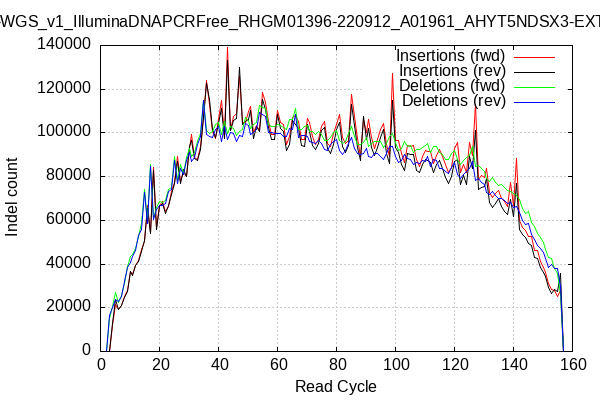 -WGS_v1_IlluminaDNAPCRFree_RHGM01396-220912_A01961_AHYT5NDSX3-EXT
Insertions (fwd)
Insertions (rev)
Deletions (fwd)
Deletions (rev)
Indel count
140000
120000
100000
80000
60000
40000
20000
0
0 20 40 60 80 100 120 140 160
Read Cycle